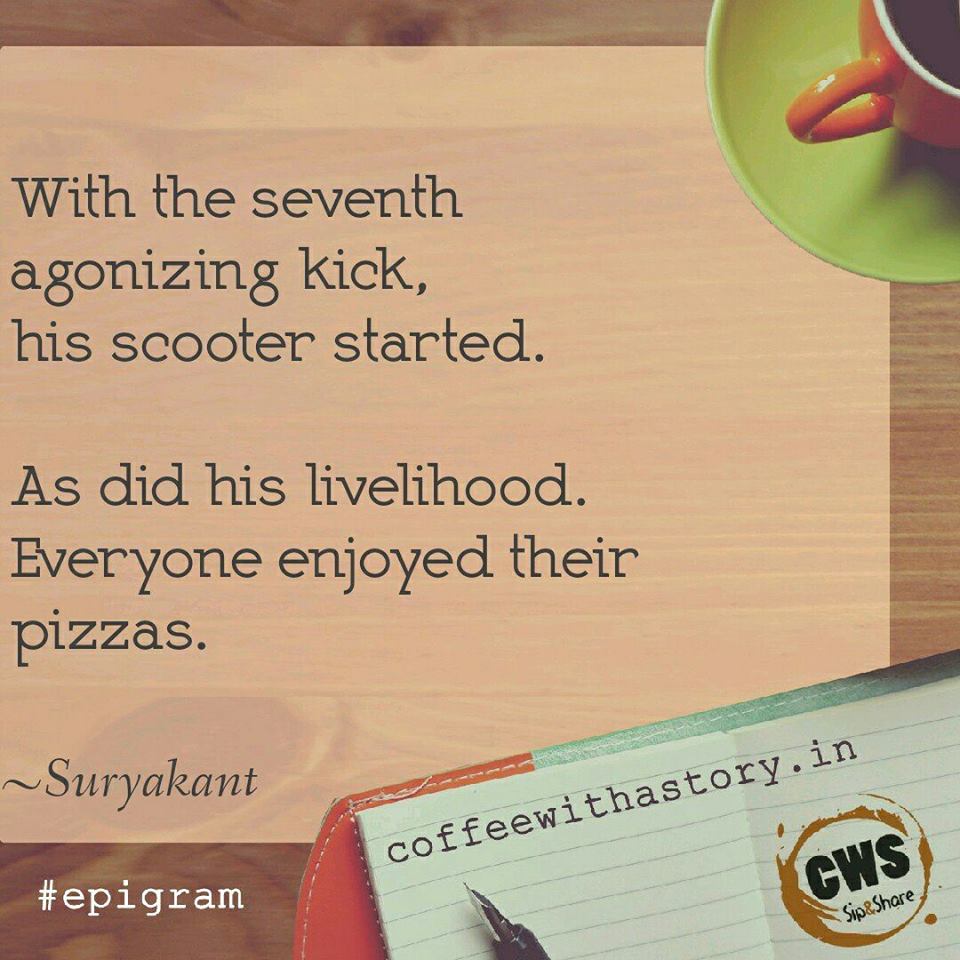 With the seventh
agonizing kick,
his scooter started.
As did his livelihood.
Everyone enjoyed their
pizzas.
~Suryakant
coffeewithastory.in
#epigram
CWS
Sip&Share